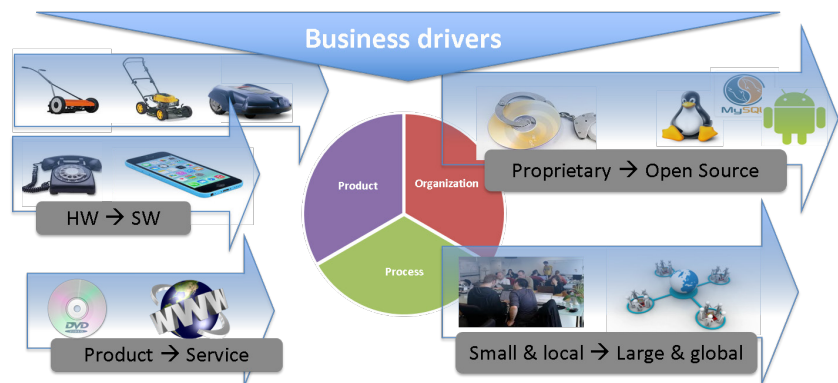 Business drivers
MySQL
Product
Organization
Process
Proprietary → Open Source
HW → SW
DVD
WWW
Product → Service
Small & local → Large & global